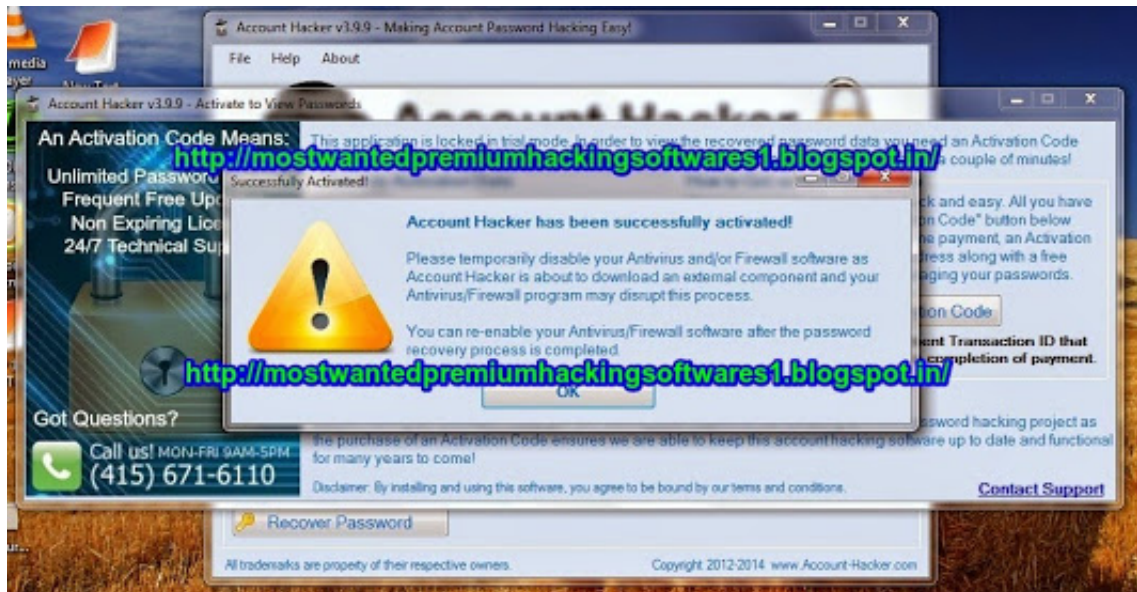 media
Account Hacker v3.9.9 - Making Account Password Hacking Easy!
File Help About
Account Hacker
Account Hacker v3.9.9 - Activate to View Passwords
An Activation Code Means:
Unlimited Password
Frequent Free
Non Expiring
24/7 Technical
Got Questions?
Call us! MON-FRI 9AM-5PM
(415) 671-6110
This application is locked in trial mode. In order to view the recovered password data you need an Activation Code
http://mostwantedpremiumhackingsoftwares1.blogspot.in/
a couple of minutes!
Successfully Activated!
Account Hacker has been successfully activated!
Please temporarily disable your Antivirus and/or Firewall software as
Account Hacker is about to download an external component and your
Antivirus/Firewall program may disrupt this process.
You can re-enable your Antivirus/Firewall software after the password
recovery process is completed.
http://mostwantedpremiumhackingsoftwares1.blogspot.in/
OK
and easy. All you have
Code" button below
payment, an Activation
along with a free
your passwords.
Code
Transaction ID that
completion of payment.
hacking project as
the purchase of an Activation Code ensures we are able to keep this account hacking software up to date and functional
for many years to come!
Disclaimer: By installing and using this software, you agree to be bound by our terms and conditions.
Contact Support
Recover Password
All trademarks are property of their respective owners.
Copyright 2012-2014 www.Account-Hacker.com